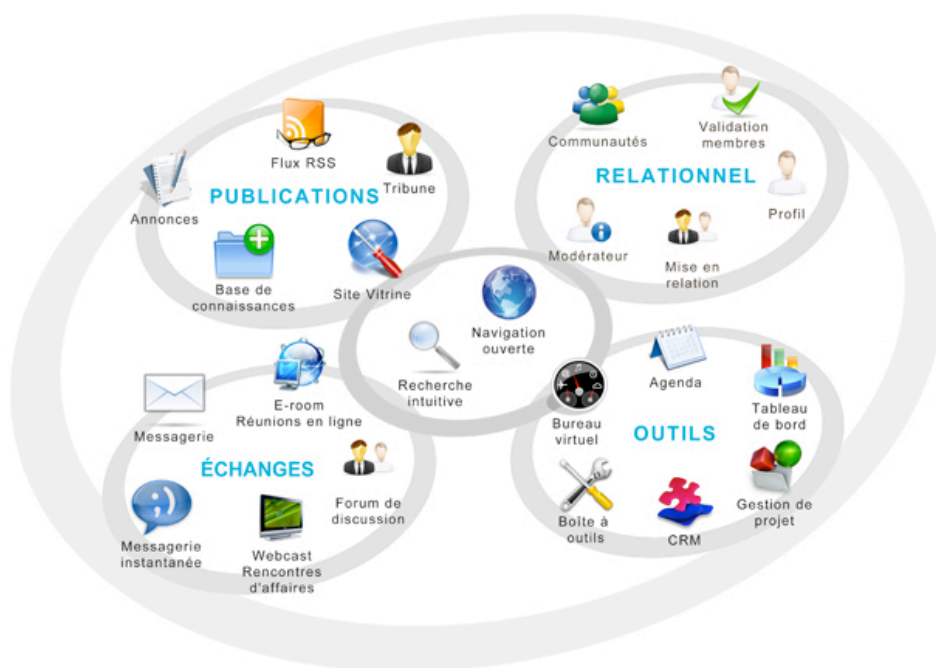 Flux RSS
Tribune
Annonces
PUBLICATIONS
Base de
connaissances
Site Vitrine
Communautés
Validation
membres
RELATIONNEL
Profil
Modérateur
Mise en
relation
Navigation
ouverte
Recherche
intuitive
Messagerie
E-room
Réunions en ligne
ÉCHANGES
Forum de
discussion
Messagerie
instantanée
Webcast
Rencontres
d'affaires
Agenda
Tableau
de bord
Bureau
virtuel
OUTILS
Boîte à
outils
CRM
Gestion de
projet